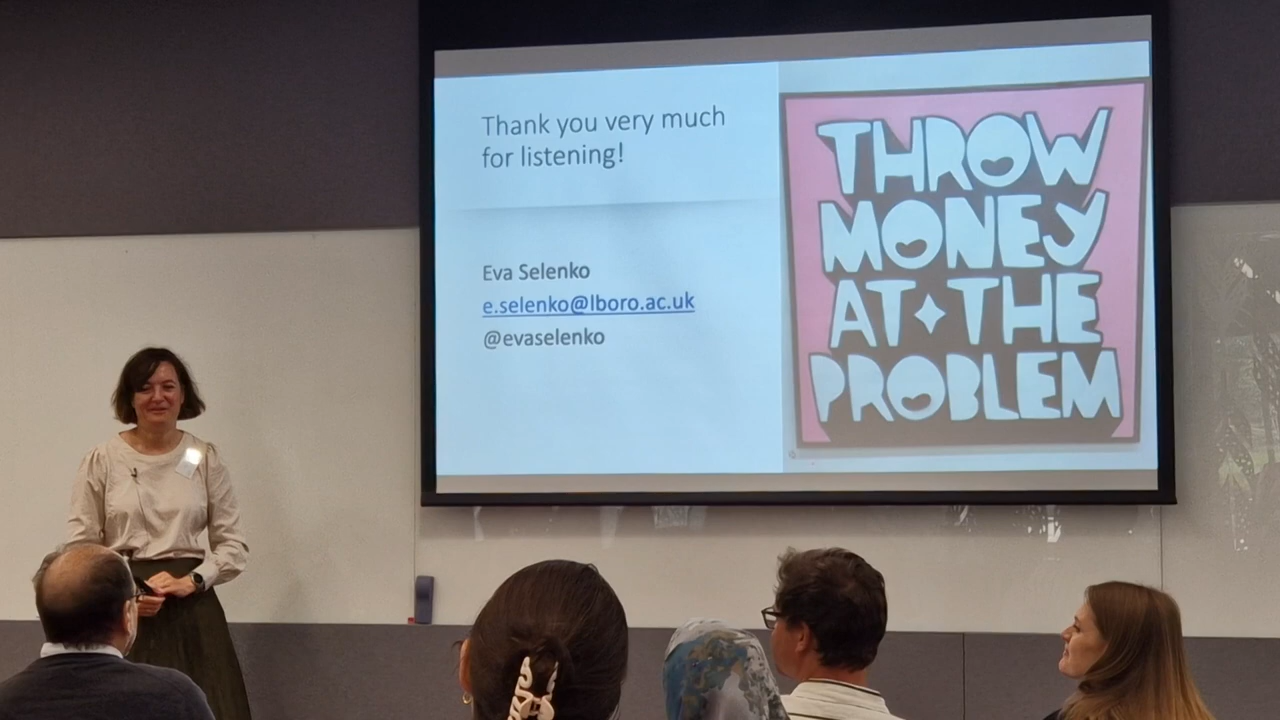 Thank you very much
for listening!
Eva Selenko
e.selenko@lboro.ac.uk
@evaselenko
THROW
MONEY
AT THE
PROBLEM